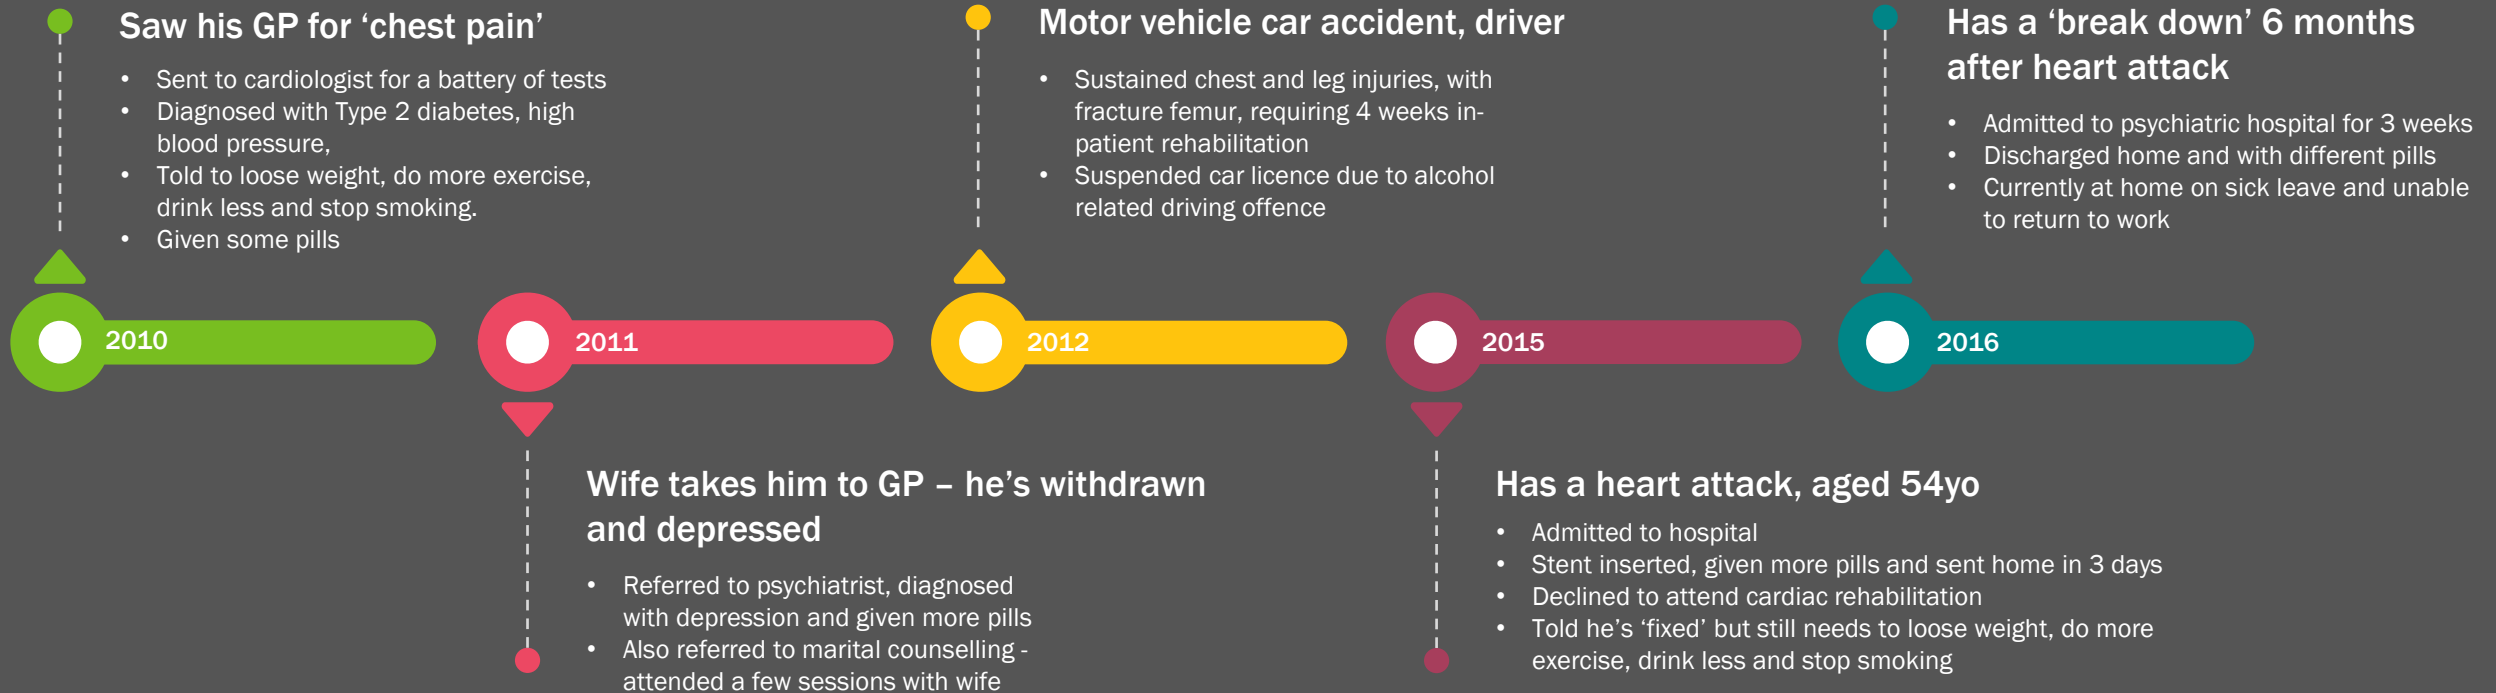 Saw his GP for ‘chest pain’
• Sent to cardiologist for a battery of tests
• Diagnosed with Type 2 diabetes, high
blood pressure,
• Told to loose weight, do more exercise,
drink less and stop smoking.
• Given some pills
Motor vehicle car accident, driver
• Sustained chest and leg injuries, with
fracture femur, requiring 4 weeks in-
patient rehabilitation
• Suspended car licence due to alcohol
related driving offence
Has a ‘break down’ 6 months
after heart attack
• Admitted to psychiatric hospital for 3 weeks
• Discharged home and with different pills
• Currently at home on sick leave and unable
to return to work
2010
2011
2012
2015
2016
Wife takes him to GP – he’s withdrawn
and depressed
• Referred to psychiatrist, diagnosed
with depression and given more pills
• Also referred to marital counselling -
attended a few sessions with wife
Has a heart attack, aged 54yo
• Admitted to hospital
• Stent inserted, given more pills and sent home in 3 days
• Declined to attend cardiac rehabilitation
• Told he’s ‘fixed’ but still needs to loose weight, do more
exercise, drink less and stop smoking